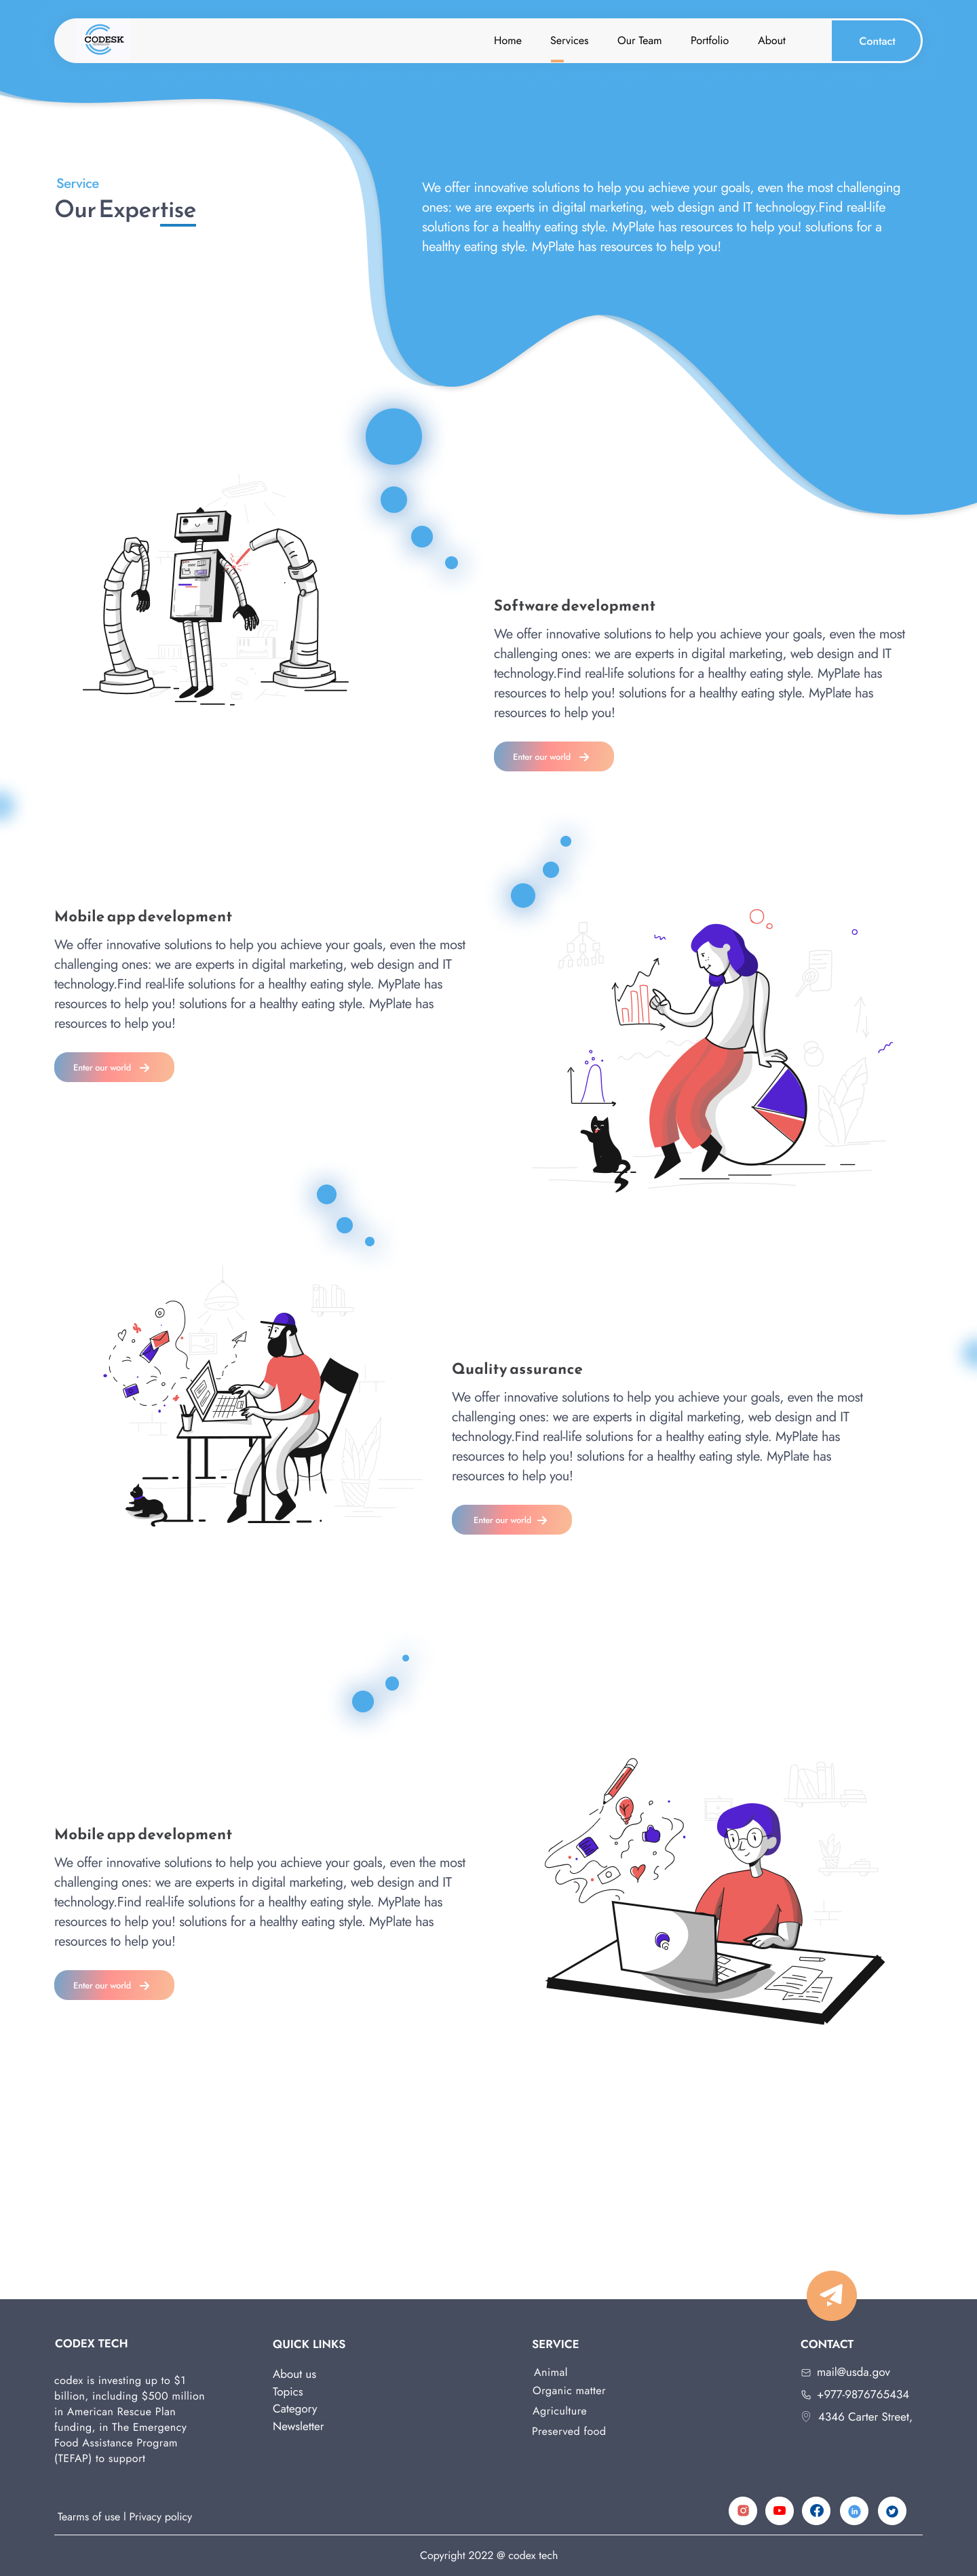 CODESK
Home
Services
Our Team
Portfolio
About
Contact
Service
Our Expertise
We offer innovative solutions to help you achieve your goals, even the most challenging
ones: we are experts in digital marketing, web design and IT technology.Find real-life
solutions for a healthy eating style. MyPlate has resources to help you! solutions for a
healthy eating style. MyPlate has resources to help you!
Software development
We offer innovative solutions to help you achieve your goals, even the most
challenging ones: we are experts in digital marketing, web design and IT
technology.Find real-life solutions for a healthy eating style. MyPlate has
resources to help you! solutions for a healthy eating style. MyPlate has
resources to help you!
Enter our world
Mobile app development
We offer innovative solutions to help you achieve your goals, even the most
challenging ones: we are experts in digital marketing, web design and IT
technology.Find real-life solutions for a healthy eating style. MyPlate has
resources to help you! solutions for a healthy eating style. MyPlate has
resources to help you!
Enter our world
Quality assurance
We offer innovative solutions to help you achieve your goals, even the most
challenging ones: we are experts in digital marketing, web design and IT
technology.Find real-life solutions for a healthy eating style. MyPlate has
resources to help you! solutions for a healthy eating style. MyPlate has
resources to help you!
Enter our world
Mobile app development
We offer innovative solutions to help you achieve your goals, even the most
challenging ones: we are experts in digital marketing, web design and IT
technology.Find real-life solutions for a healthy eating style. MyPlate has
resources to help you! solutions for a healthy eating style. MyPlate has
resources to help you!
Enter our world
CODEX TECH
codex is investing up to $1
billion, including $500 million
in American Rescue Plan
funding, in The Emergency
Food Assistance Program
(TEFAP) to support
QUICK LINKS
About us
Topics
Category
Newsletter
SERVICE
Animal
Organic matter
Agriculture
Preserved food
CONTACT
mail@usda.gov
+977-9876765434
4346 Carter Street,
Tearms of use l Privacy policy
Copyright 2022 @ codex tech